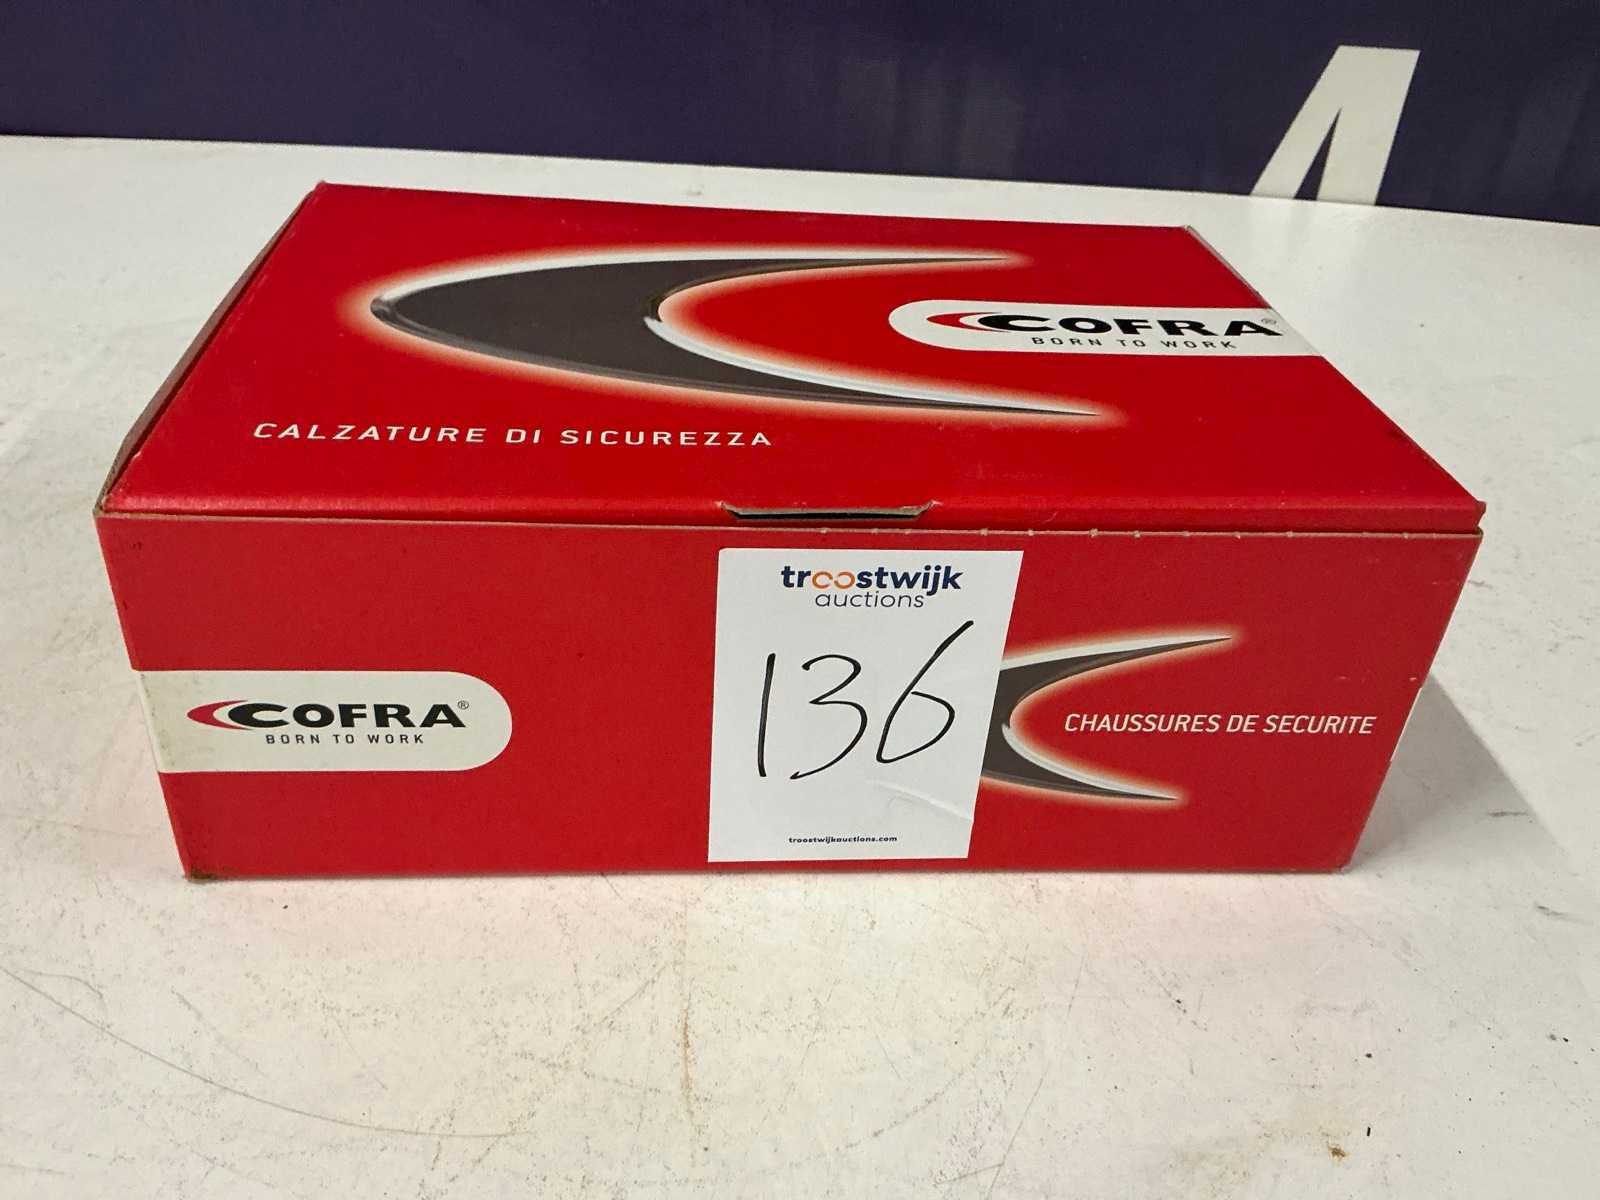 A
COFRA®
BORN TO WORK
CALZATURE DI SICUREZZA
troostwijk
auctions
136
troostwijkauctions.com
COFRA®
BORN TO WORK
CHAUSSURES DE SECURITE